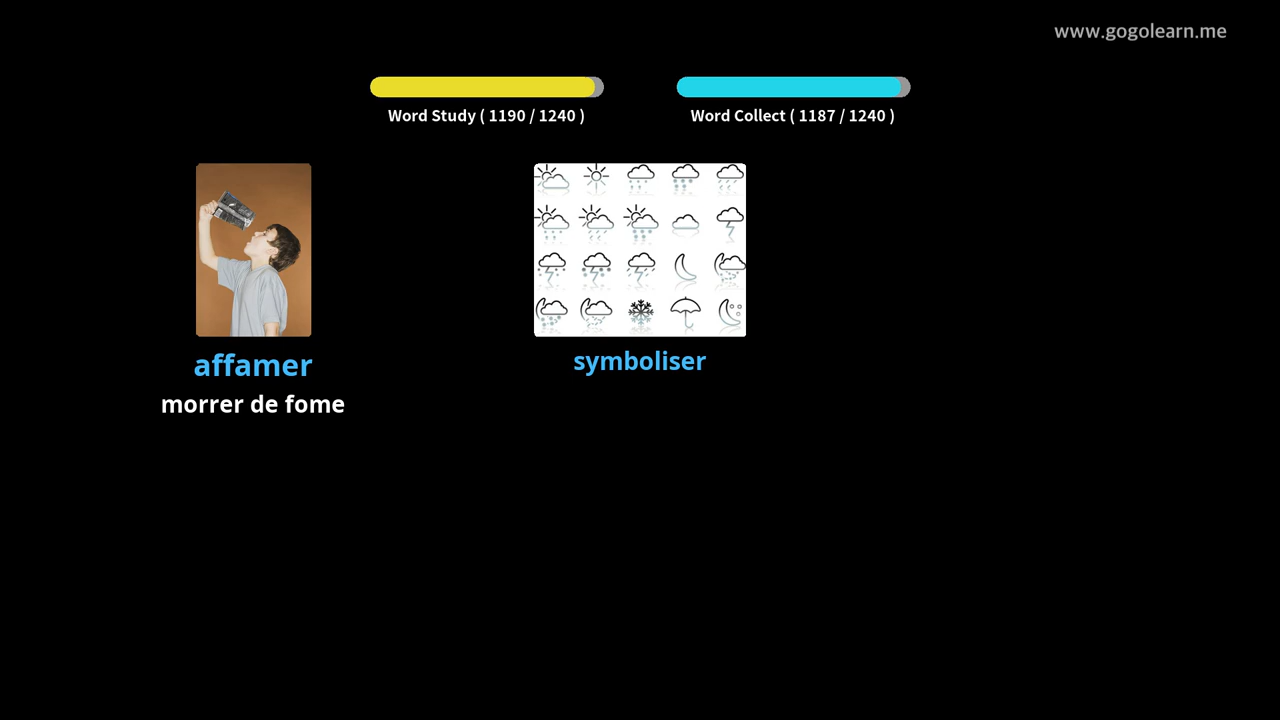 www.gogolearn.me
Word Study ( 1190 / 1240 )
Word Collect ( 1187 / 1240 )
affamer
morrer de fome
symboliser